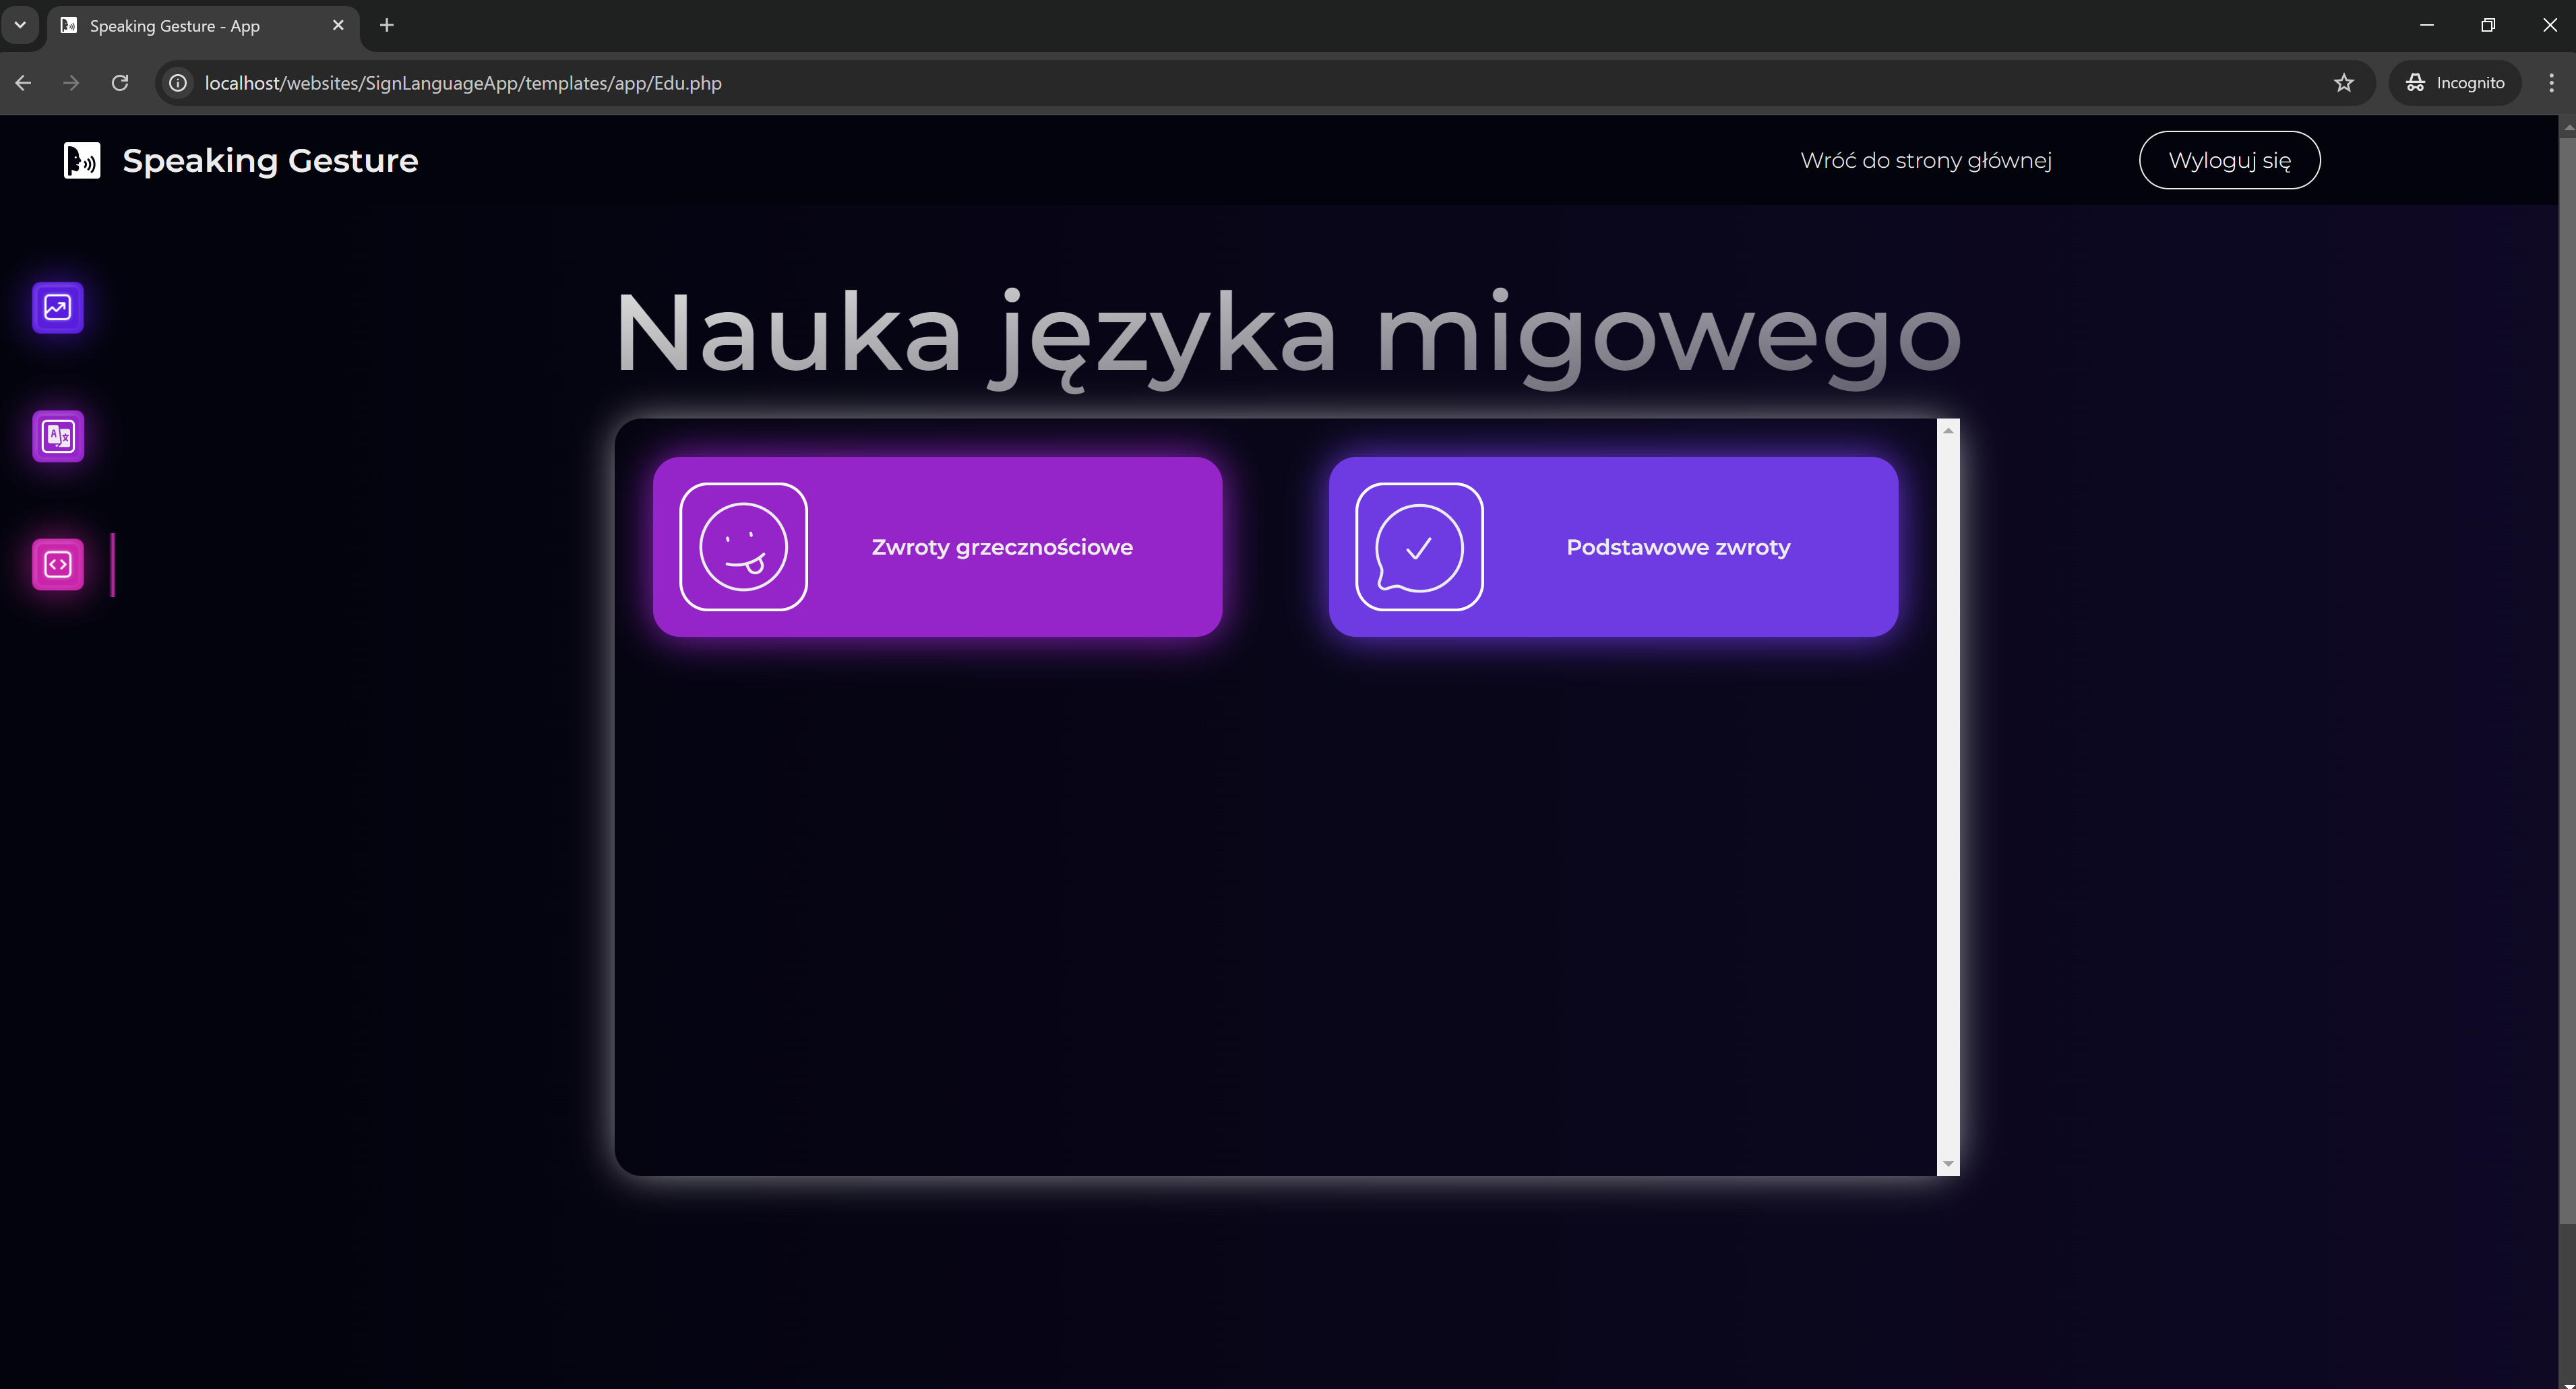 Speaking Gesture - App
localhost/websites/SignLanguageApp/templates/app/Edu.php
Incognito
Speaking Gesture
Wróć do strony głównej
Wyloguj się
Nauka języka migowego
A
Zwroty grzecznościowe
Podstawowe zwroty